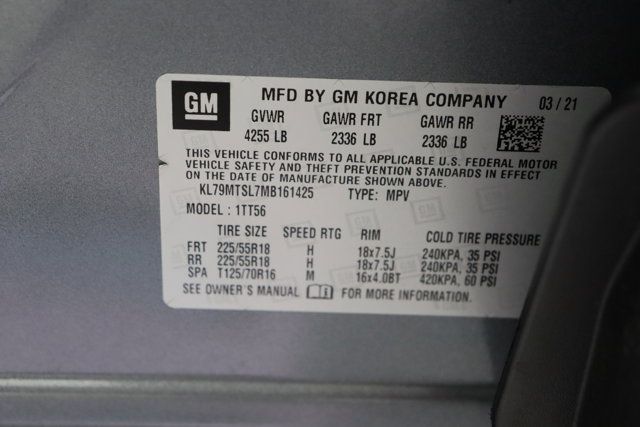 GM MFD BY GM KOREA COMPANY 03 / 21
GVWR GAWR FRT GAWR RR
4255 LB 2336 LB 2336 LB
THIS VEHICLE CONFORMS TO ALL APPLICABLE U.S. FEDERAL MOTOR
VEHICLE SAFETY AND THEFT PREVENTION STANDARDS IN EFFECT ON
THE DATE OF MANUFACTURE SHOWN ABOVE.
KL79MTSL7MB161425 TYPE: MPV
MODEL : 1TT56
TIRE SIZE SPEED RTG RIM COLD TIRE PRESSURE
FRT 225/55R18 H 18x7.5J 240KPA, 35 PSI
RR 225/55R18 H 18x7.5J 240KPA, 35 PSI
SPA T125/70R16 M 16x4.0BT 420KPA, 60 PSI
SEE OWNER'S MANUAL FOR MORE INFORMATION.